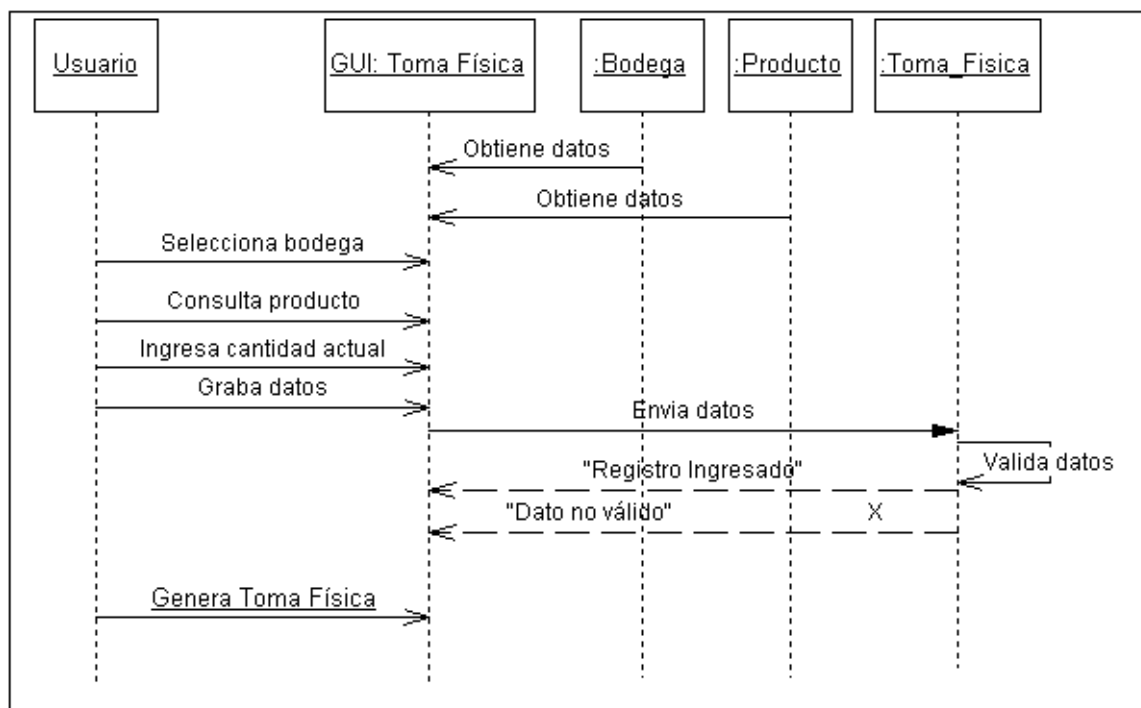 Usuario
GUI: Toma Física
:Bodega
:Producto
:Toma_Fisica
Obtiene datos
Obtiene datos
Selecciona bodega
Consulta producto
Ingresa cantidad actual
Graba datos
Envia datos
Valida datos
"Registro Ingresado"
"Dato no válido"
X
Genera Toma Física